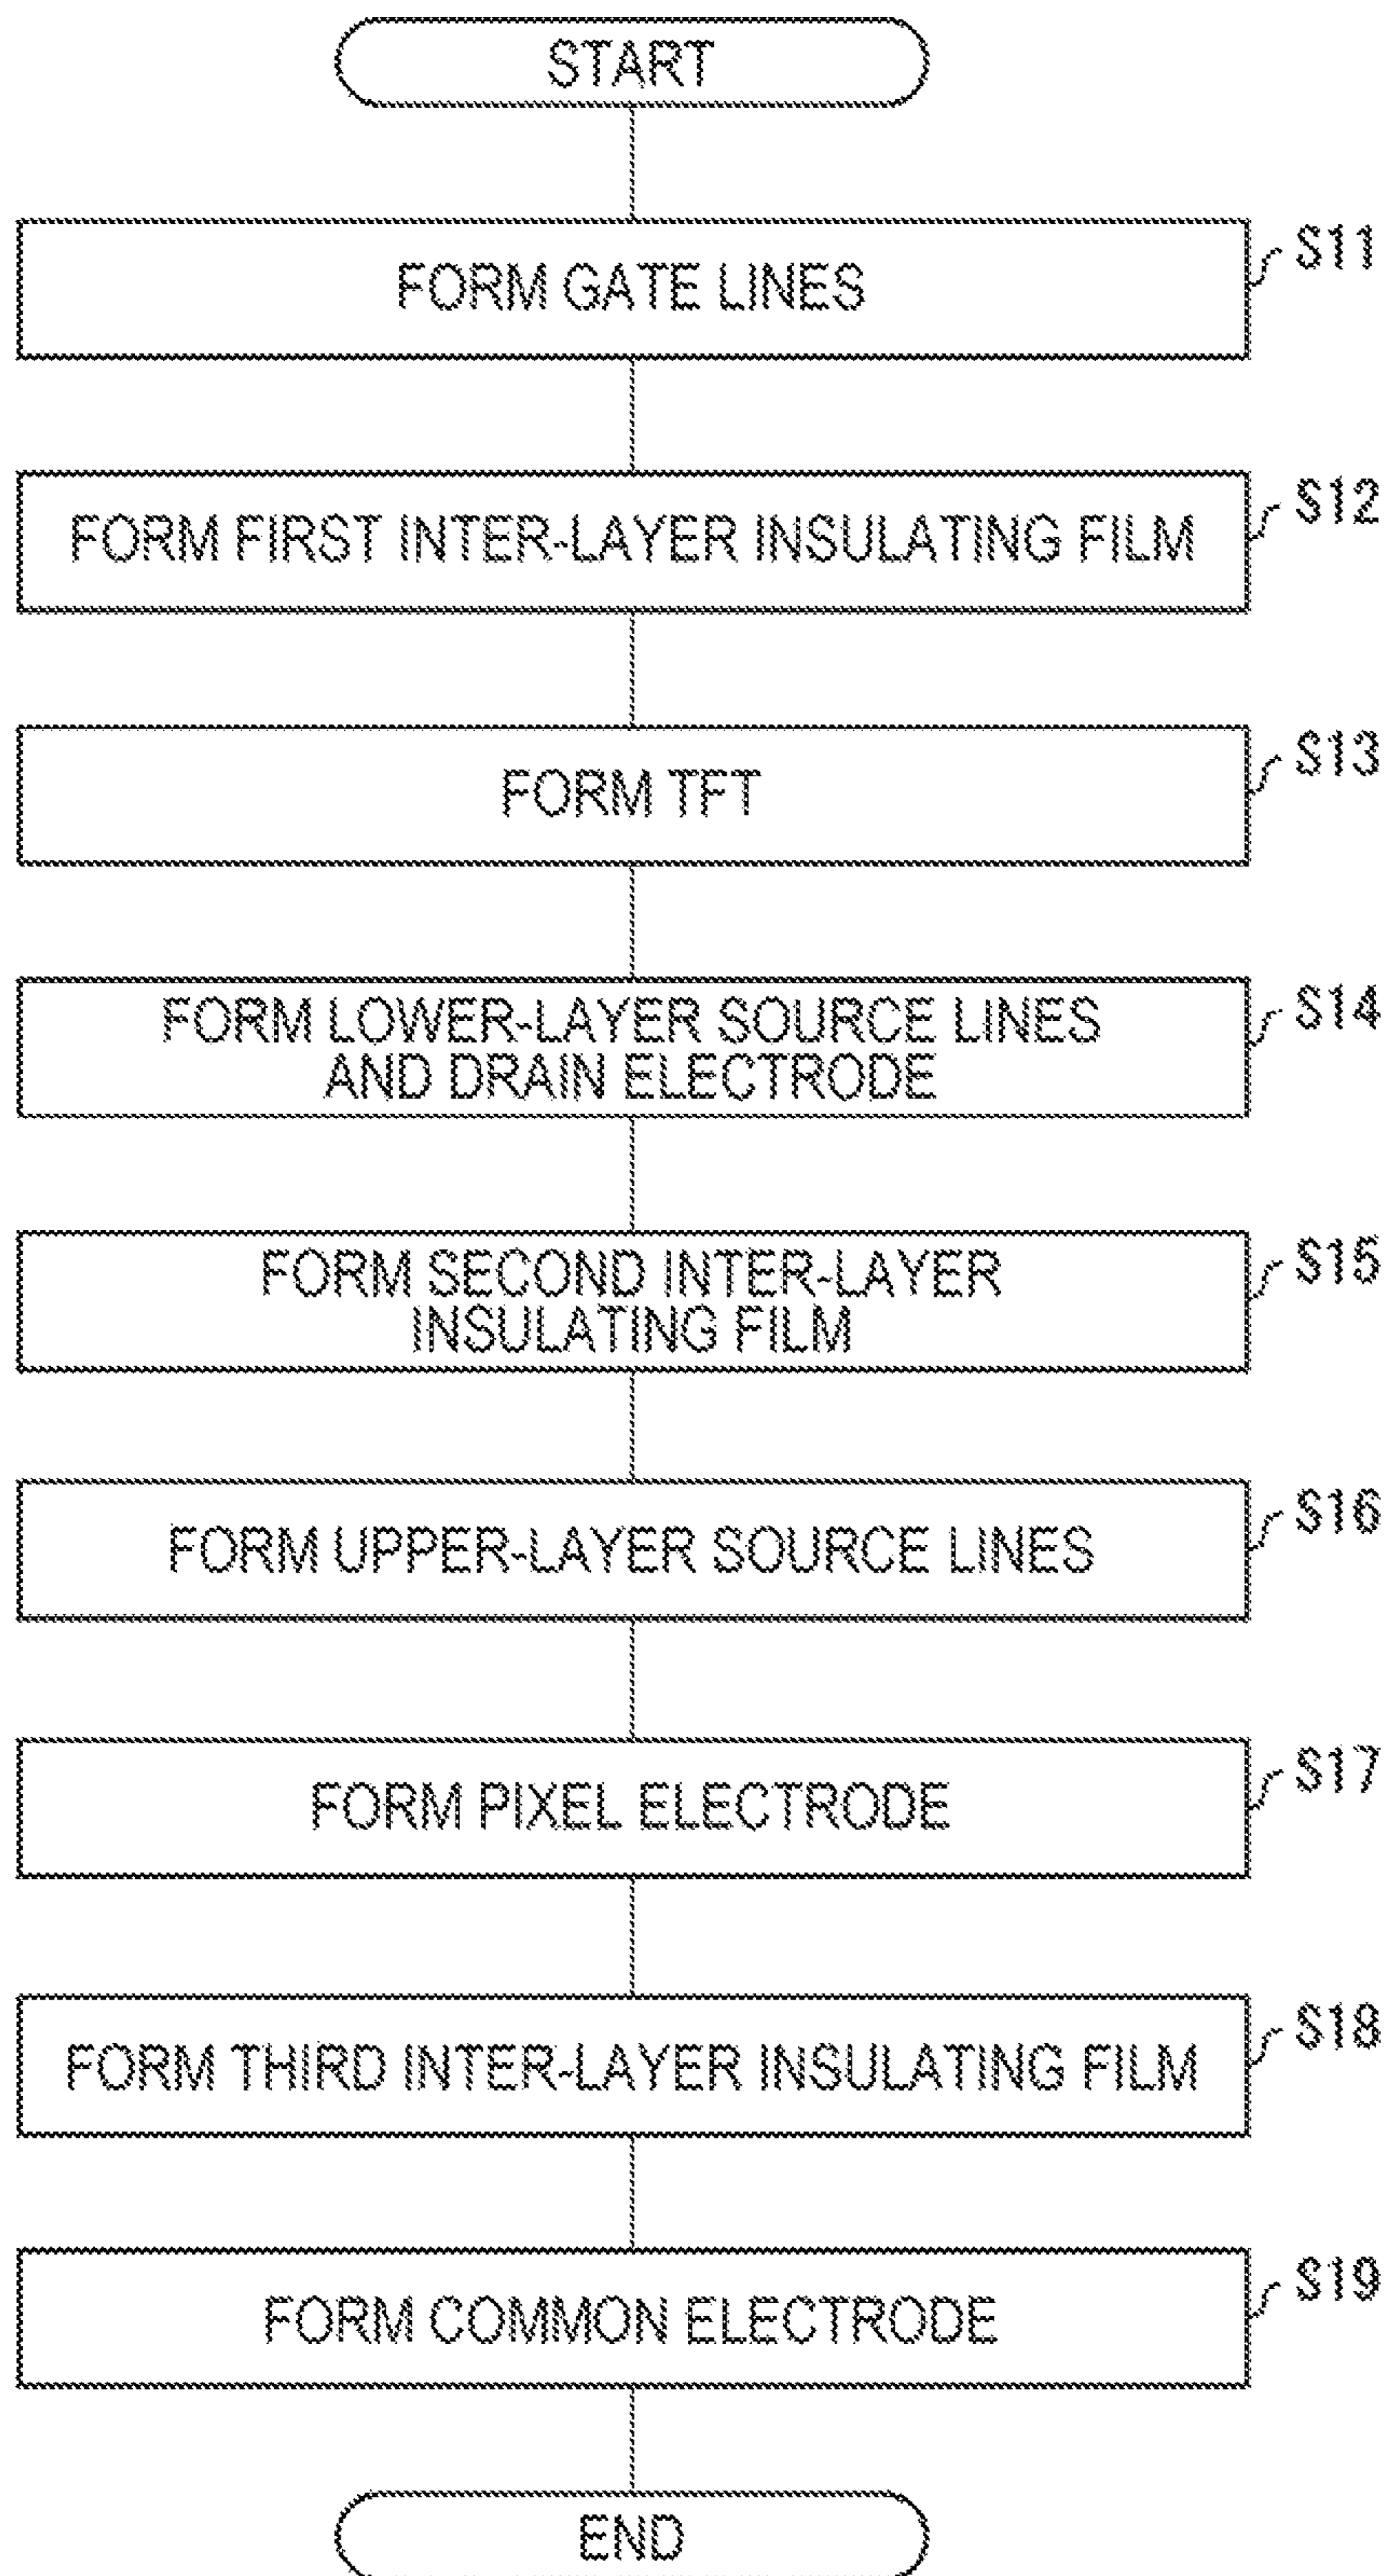 START
FORM GATE LINES
S11
FORM FIRST INTER-LAYER INSULATING FILM
S12
FORM TFT
S13
FORM LOWER-LAYER SOURCE LINES
AND DRAIN ELECTRODE
S14
FORM SECOND INTER-LAYER
INSULATING FILM
S15
FORM UPPER-LAYER SOURCE LINES
S16
FORM PIXEL ELECTRODE
S17
FORM THIRD INTER-LAYER INSULATING FILM
S18
FORM COMMON ELECTRODE
S19
END